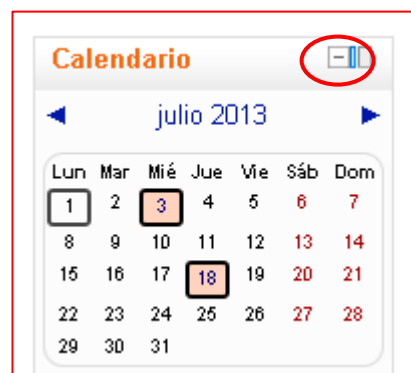 Calendario
◄ julio 2013 ►
Lun Mar Mié Jue Vie Sáb Dom
1 2 3 4 5 6 7
8 9 10 11 12 13 14
15 16 17 18 19 20 21
22 23 24 25 26 27 28
29 30 31